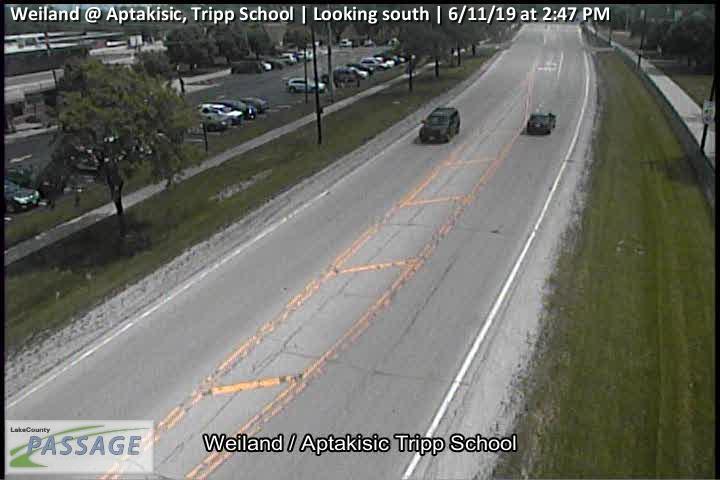 Weiland @ Aptakisic, Tripp School | Looking south | 6/11/19 at 2:47 PM
LakeCounty
PASSAGE
Weiland / Aptakisic Tripp School